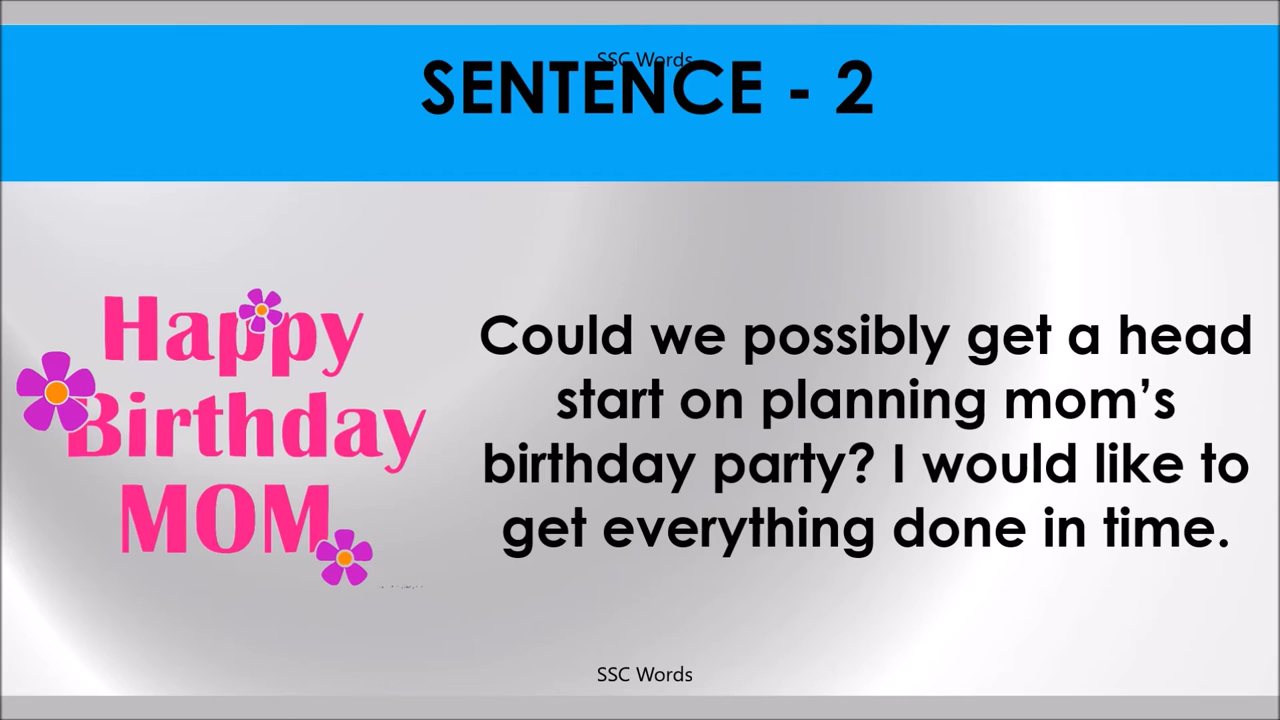 SSC Words
SENTENCE - 2
Happy
Birthday
MOM
Could we possibly get a head
start on planning mom’s
birthday party? I would like to
get everything done in time.
SSC Words